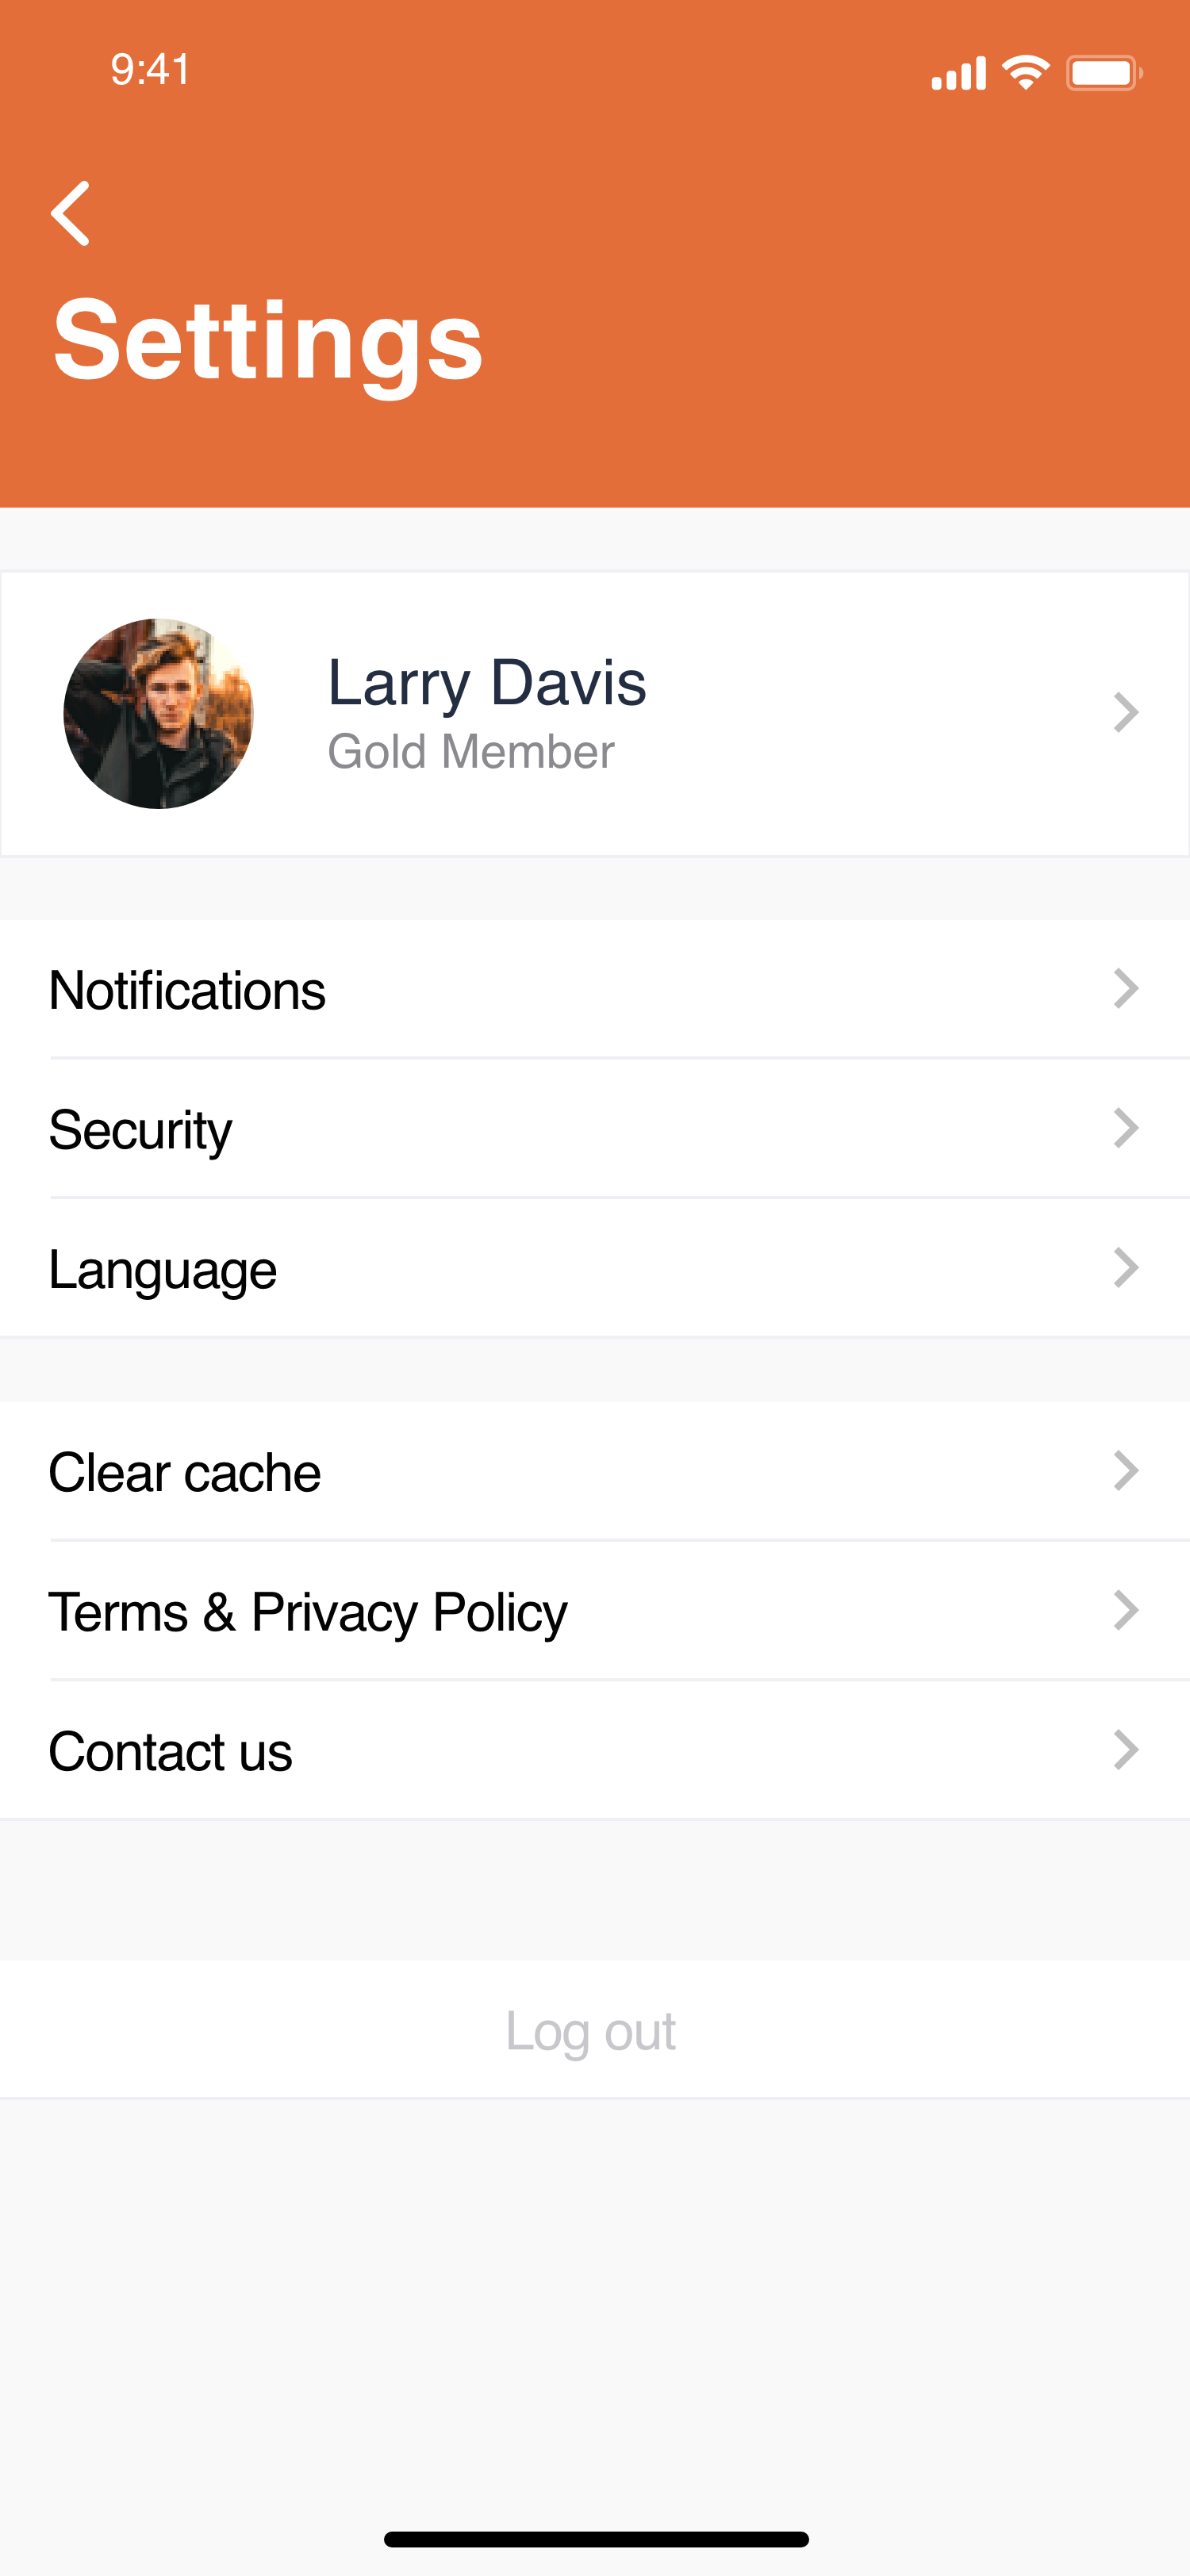 9:41
Settings
Larry Davis
Gold Member
Notifications
Security
Language
Clear cache
Terms & Privacy Policy
Contact us
Log out